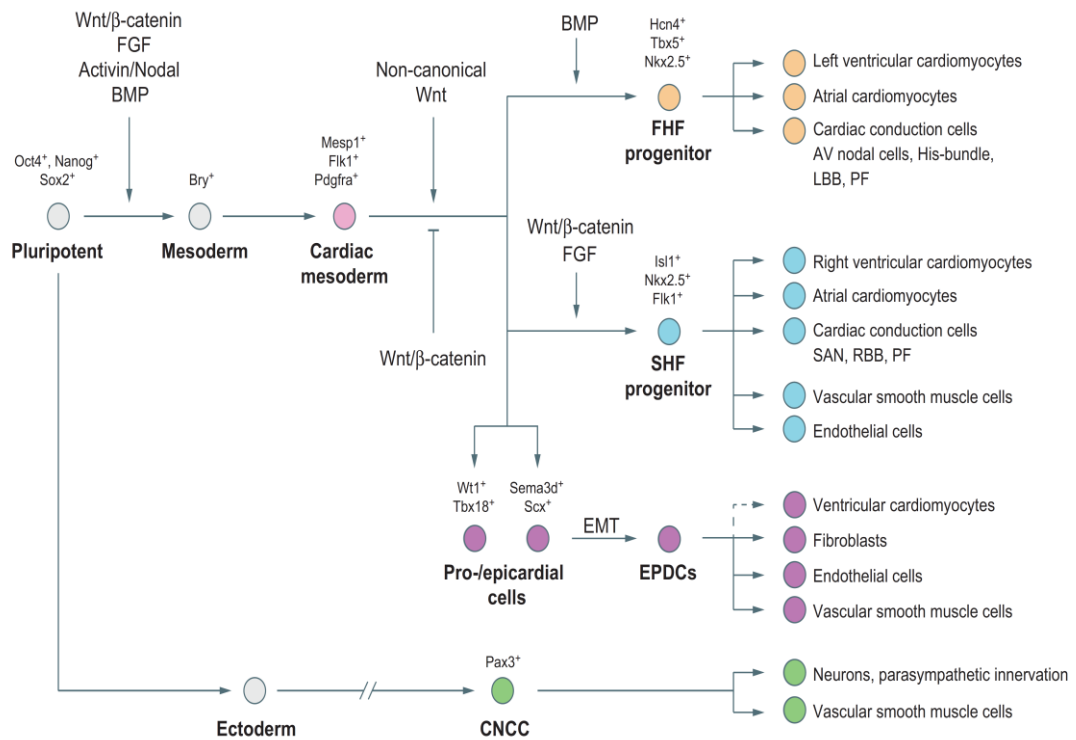 Wnt/β-catenin
FGF
Activin/Nodal
BMP
Oct4⁺, Nanog⁺
Sox2⁺
Pluripotent
Bry⁺
Mesoderm
Mesp1⁺
Flk1⁺
Pdgfra⁺
Cardiac
mesoderm
Non-canonical
Wnt
Wnt/β-catenin
BMP
Hcn4⁺
Tbx5⁺
Nkx2.5⁺
FHF
progenitor
Left ventricular cardiomyocytes
Atrial cardiomyocytes
Cardiac conduction cells
AV nodal cells, His-bundle,
LBB, PF
Wnt/β-catenin
FGF
Isl1⁺
Nkx2.5⁺
Flk1⁺
SHF
progenitor
Right ventricular cardiomyocytes
Atrial cardiomyocytes
Cardiac conduction cells
SAN, RBB, PF
Vascular smooth muscle cells
Endothelial cells
Wt1⁺
Tbx18⁺
Sema3d⁺
Scx⁺
Pro-/epicardial
cells
EMT
EPDCs
Ventricular cardiomyocytes
Fibroblasts
Endothelial cells
Vascular smooth muscle cells
Ectoderm
Pax3⁺
CNCC
Neurons, parasympathetic innervation
Vascular smooth muscle cells